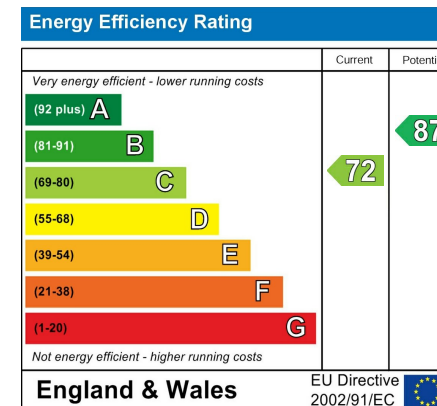 Energy Efficiency Rating
Current Potenti
Very energy efficient - lower running costs
(92 plus) A
(81-91) B
87
(69-80) C
72
(55-68) D
(39-54) E
(21-38) F
(1-20) G
Not energy efficient - higher running costs
England & Wales
EU Directive
2002/91/EC